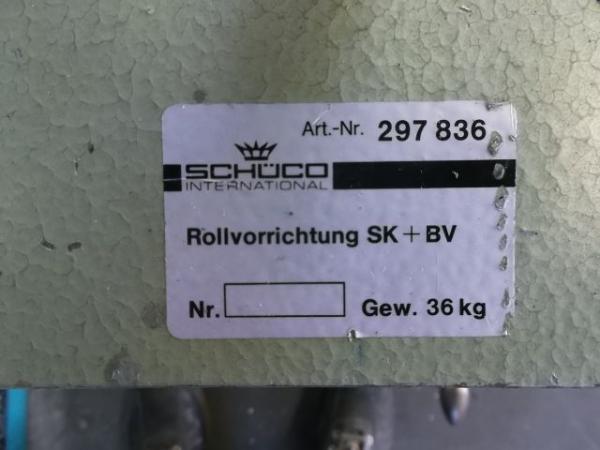 Art.-Nr. 297 836
SCHÜCO
INTERNATIONAL
Rollvorrichtung SK + BV
Nr. Gew. 36 kg